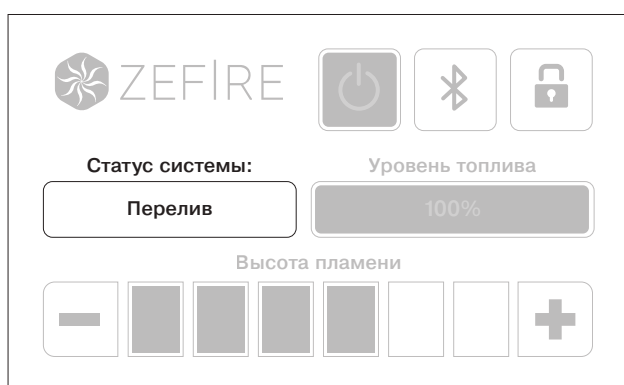 ZEFIRE
Статус системы:
Уровень топлива
Перелив
100%
Высота пламени